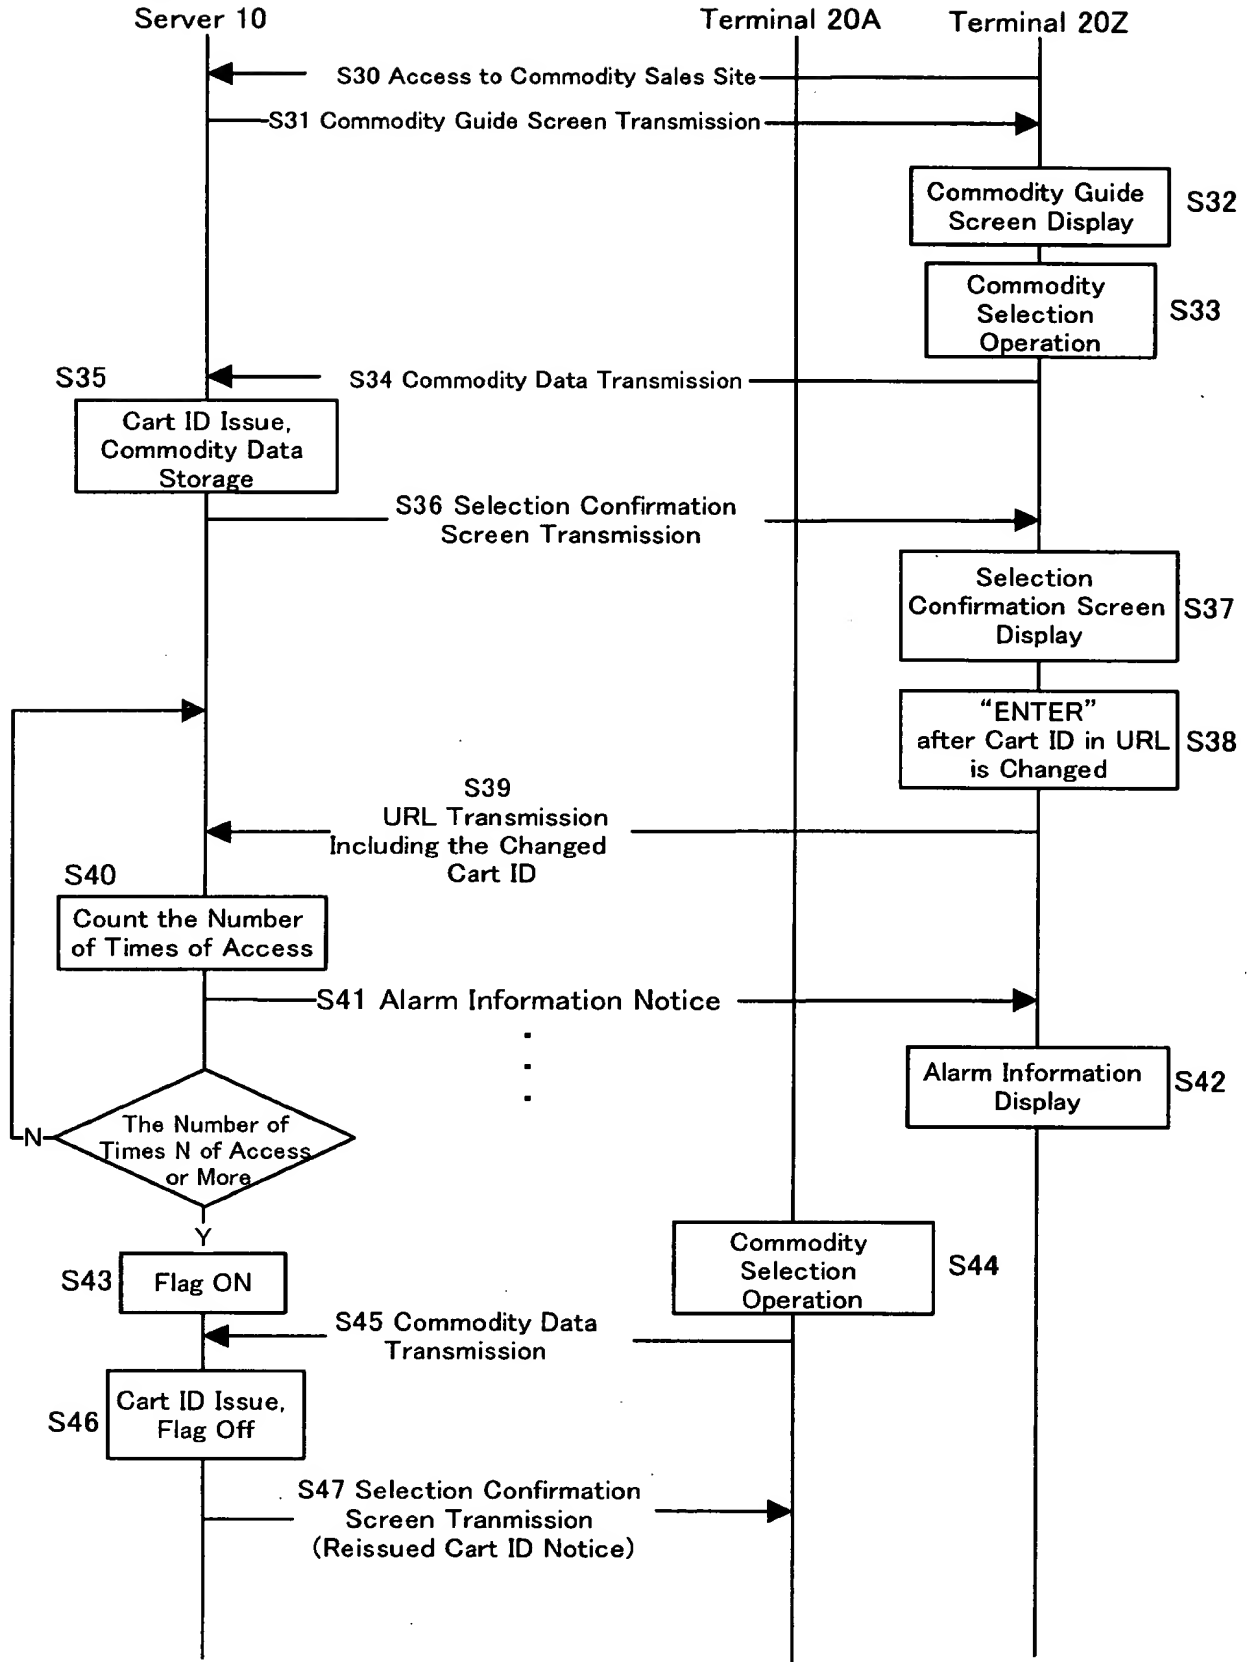 Server 10
Terminal 20A
Terminal 20Z
S30 Access to Commodity Sales Site
S31 Commodity Guide Screen Transmission
Commodity Guide
Screen Display
S32
Commodity
Selection
Operation
S33
S34 Commodity Data Transmission
S35
Cart ID Issue,
Commodity Data
Storage
S36 Selection Confirmation
Screen Transmission
Selection
Confirmation Screen
Display
S37
“ENTER”
after Cart ID in URL
is Changed
S38
S39
URL Transmission
Including the Changed
Cart ID
S40
Count the Number
of Times of Access
S41 Alarm Information Notice
Alarm Information
Display
S42
The Number of
Times N of Access
or More
N
Y
S43
Flag ON
Commodity
Selection
Operation
S44
S45 Commodity Data
Transmission
S46
Cart ID Issue,
Flag Off
S47 Selection Confirmation
Screen Tranmission
(Reissued Cart ID Notice)